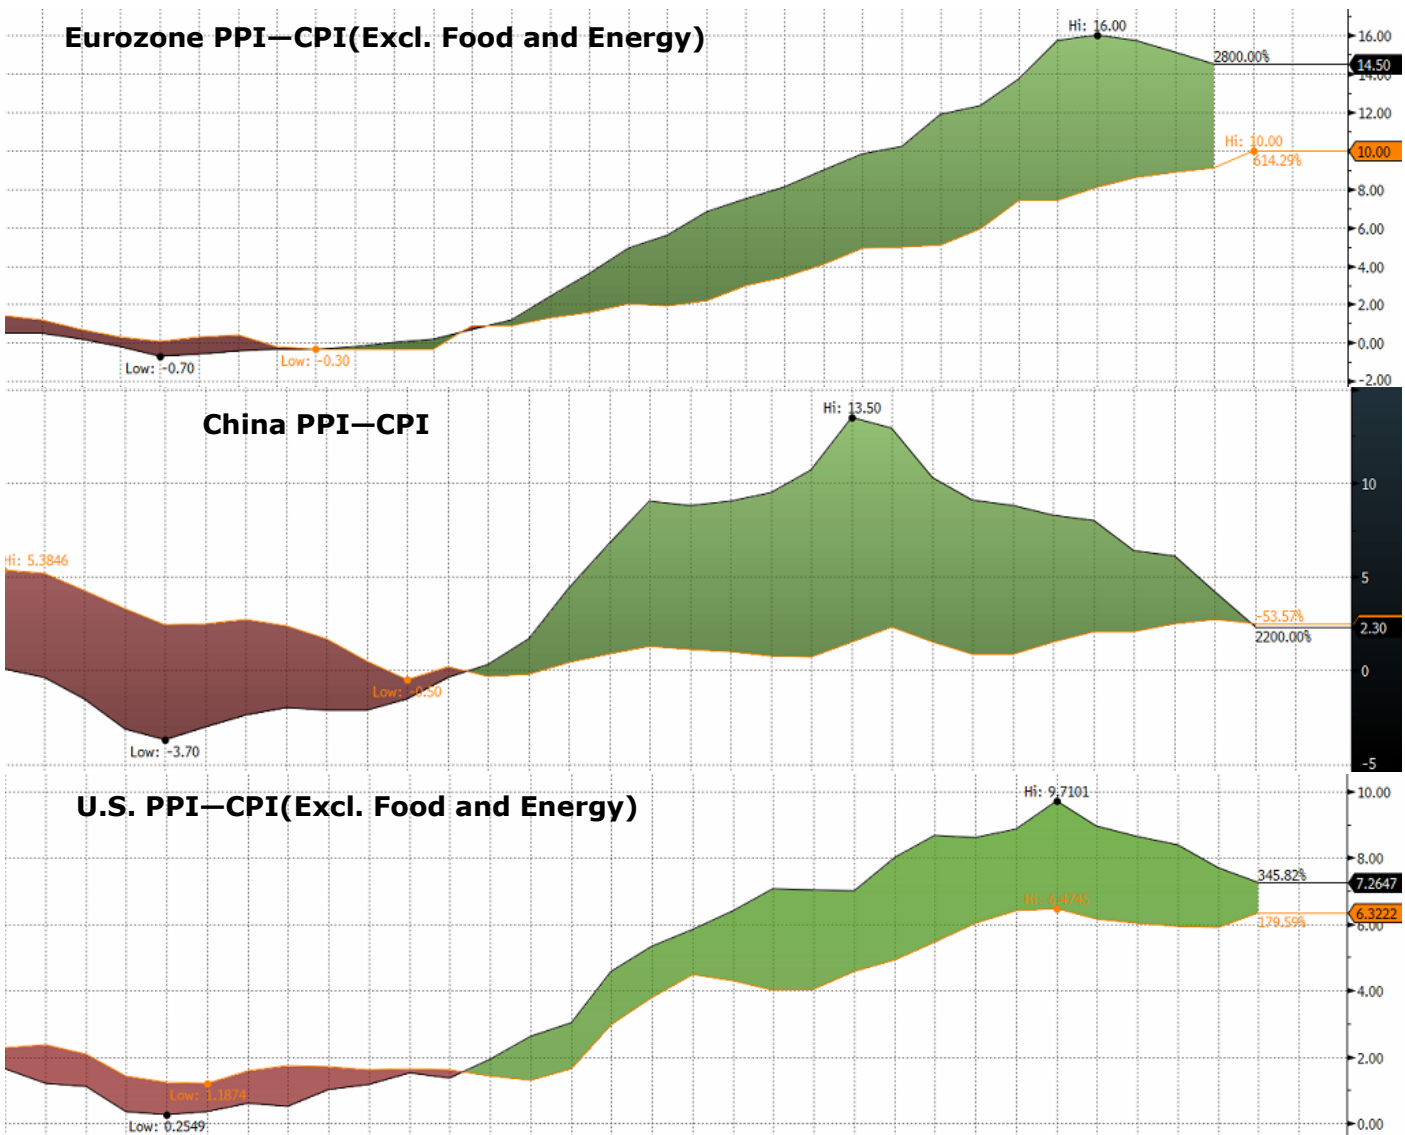 Eurozone PPI—CPI(Excl. Food and Energy)
Hi: 16.00
16.00
2800.00%
14.50
14.00
12.00
Hi: 10.00
10.00
614.29%
8.00
6.00
4.00
2.00
0.00
Low: -0.30
Low: -0.70
-2.00
China PPI—CPI
Hi: 13.50
10
Hi: 5.3846
5
-53.57%
2.30
2200.00%
0
Low: -0.50
Low: -3.70
-5
U.S. PPI—CPI(Excl. Food and Energy)
Hi: 9.7101
10.00
8.00
345.82%
7.2647
Hi: 6.4745
6.3222
179.59%
6.00
4.00
2.00
Low: 1.1874
Low: 0.2549
0.00